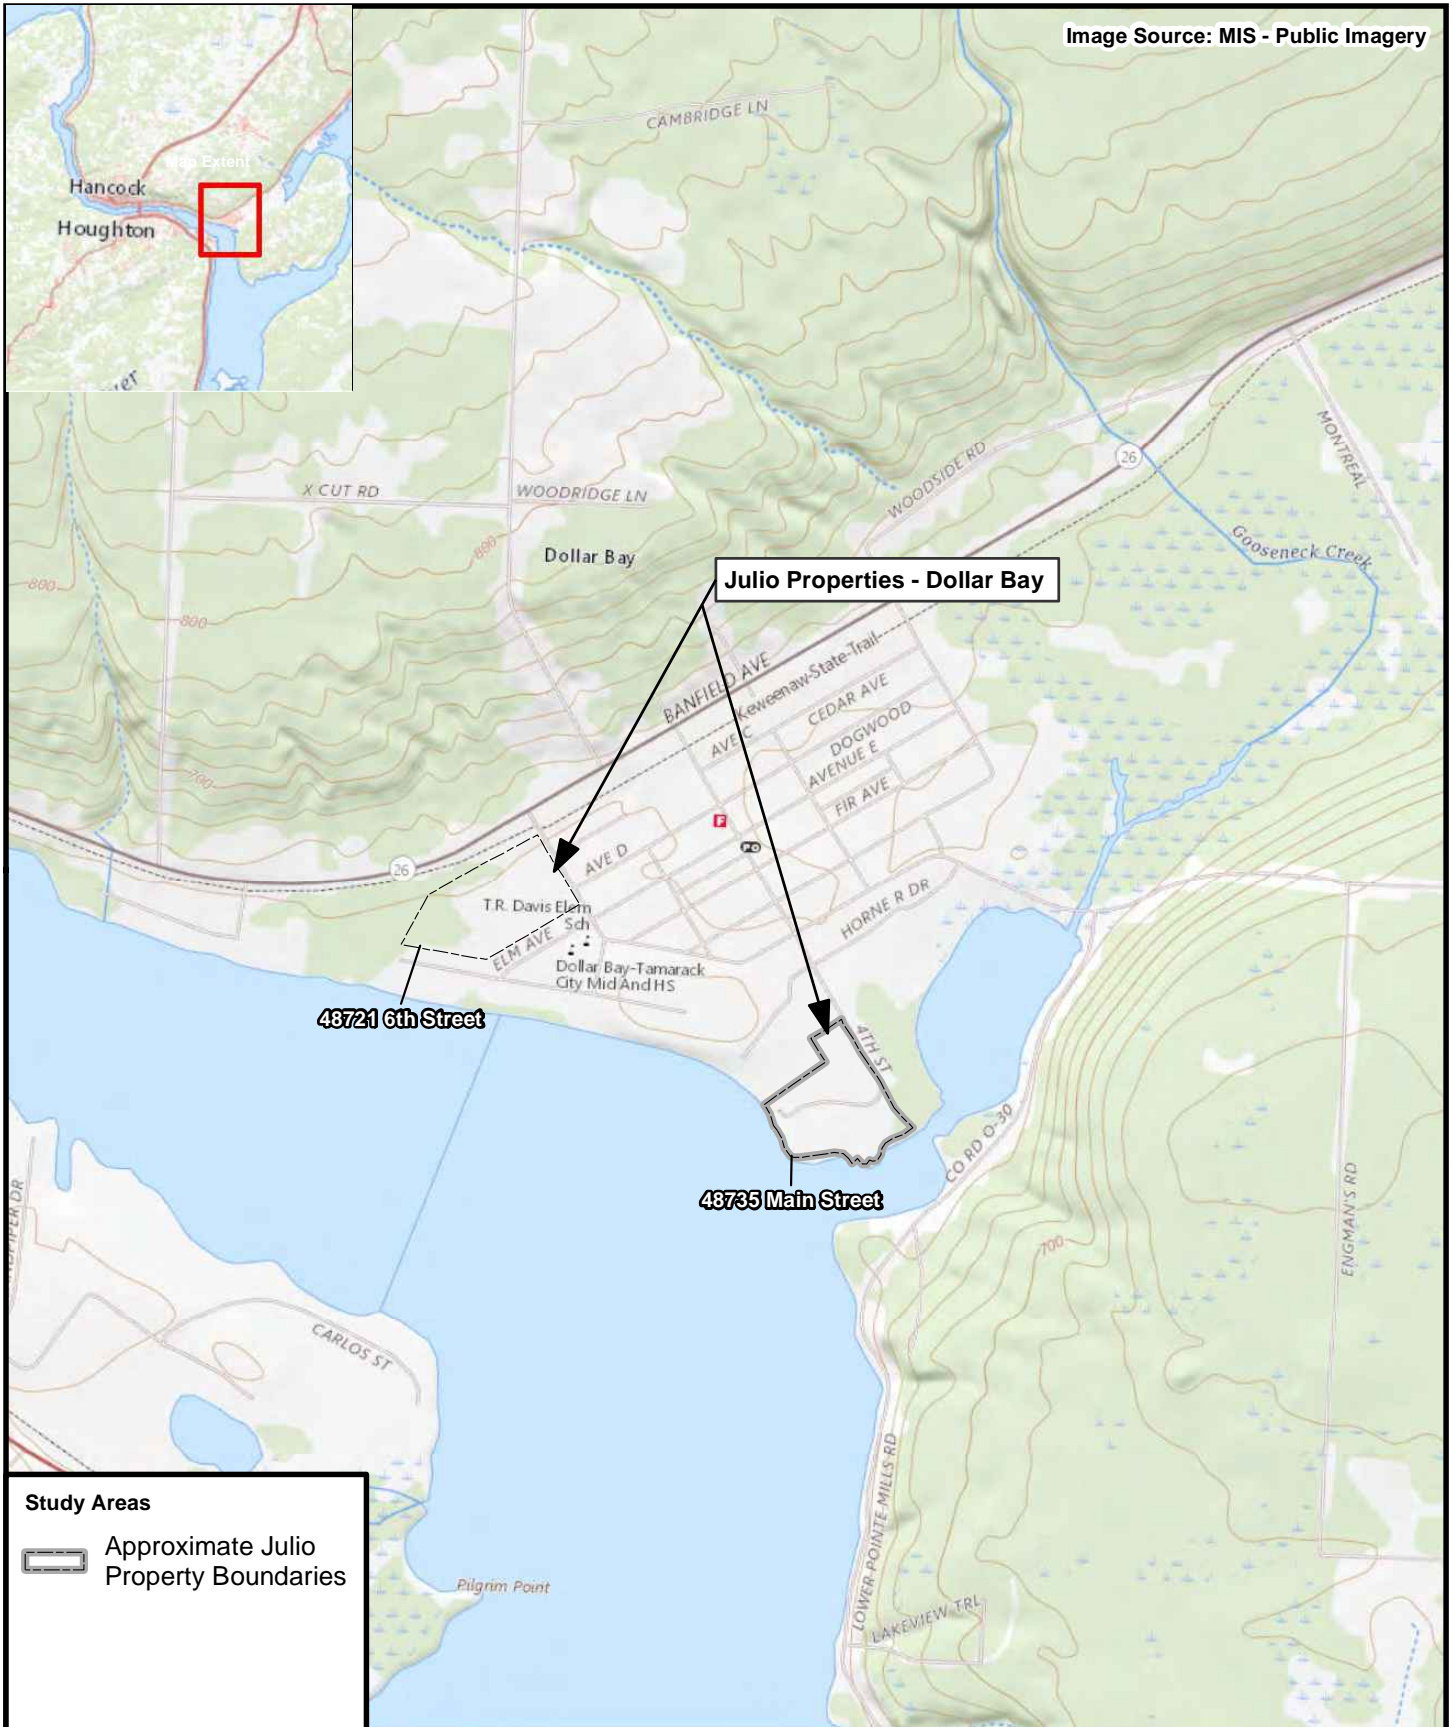 Image Source: MIS - Public Imagery
Map Extent
Hancock
Houghton
CAMBRIDGE LN
MONTREAL
26
WOODSIDE RD
X CUT RD
WOODRIDGE LN
Gooseneck Creek
800
Dollar Bay
800
800
Julio Properties - Dollar Bay
BANFIELD AVE
Keweenaw-State-Trail
CEDAR AVE
AVE C
DOGWOOD
AVENUE E
FIR AVE
700
F
PO
AVE D
26
T.R. Davis Elem
Sch
HORNE R DR
ELM AVE
Dollar Bay-Tamarack
City Mid And HS
48721 6th Street
4TH ST
CO RD O-30
48735 Main Street
ENGMAN'S RD
700
CARLOS ST
LOWER POINTE MILLS RD
Study Areas
Approximate Julio
Property Boundaries
Pilgrim Point
LAKEVIEW TRL